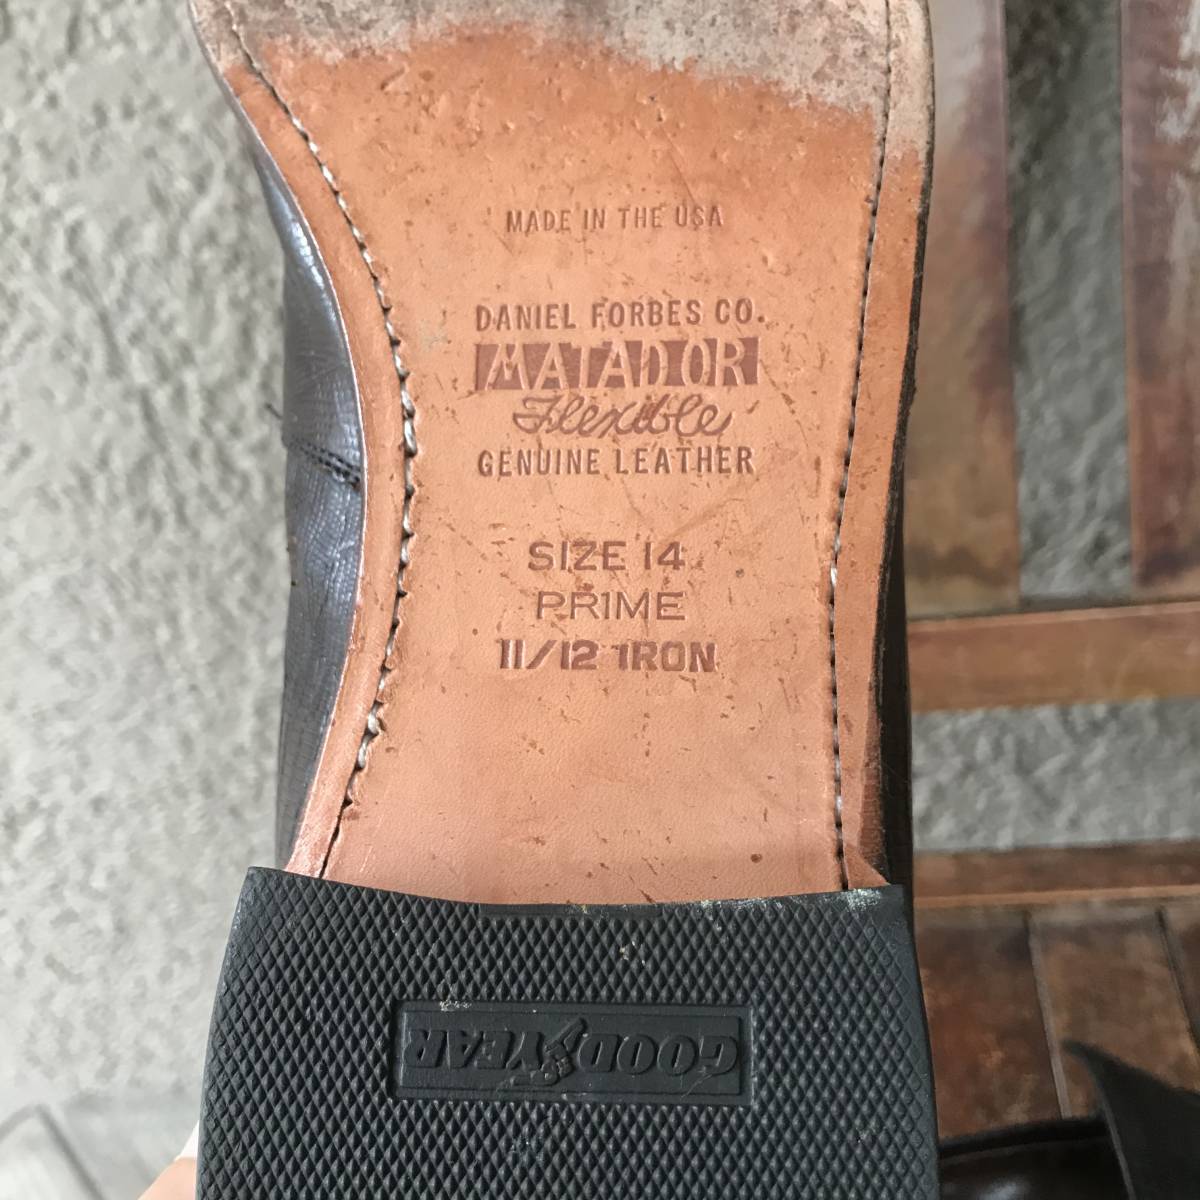 MADE IN THE USA
DANIEL FORBES CO.
MATADOR
Flexible
GENUINE LEATHER
SIZE 14
PRIME
11/12 IRON
GOODYEAR